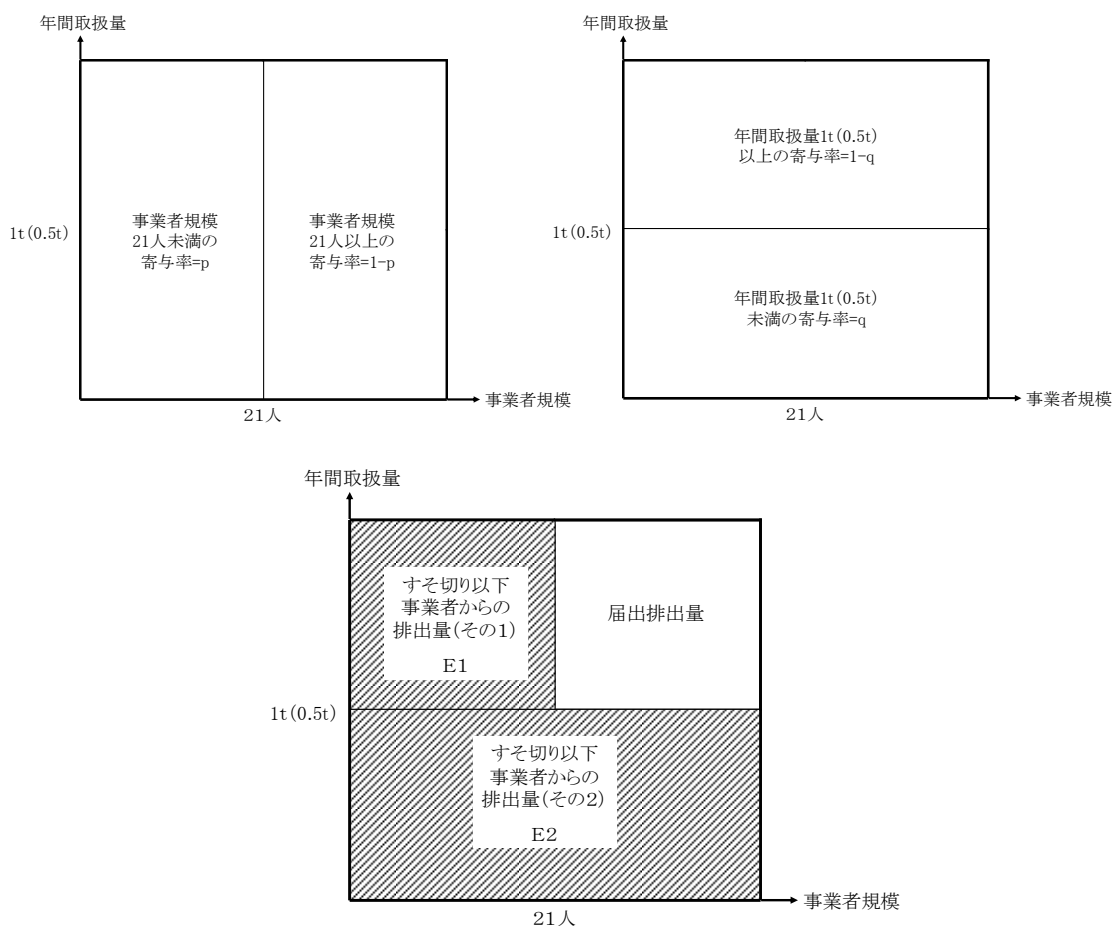 年間取扱量
事業者規模
21人未満の
寄与率=p
事業者規模
21人以上の
寄与率=1-p
1t(0.5t)
21人
事業者規模
年間取扱量1t(0.5t)
以上の寄与率=1-q
年間取扱量1t(0.5t)
未満の寄与率=q
1t(0.5t)
21人
事業者規模
年間取扱量
すそ切り以下
事業者からの
排出量(その1)
E1
届出排出量
1t(0.5t)
すそ切り以下
事業者からの
排出量(その2)
E2
21人
事業者規模
年間取扱量